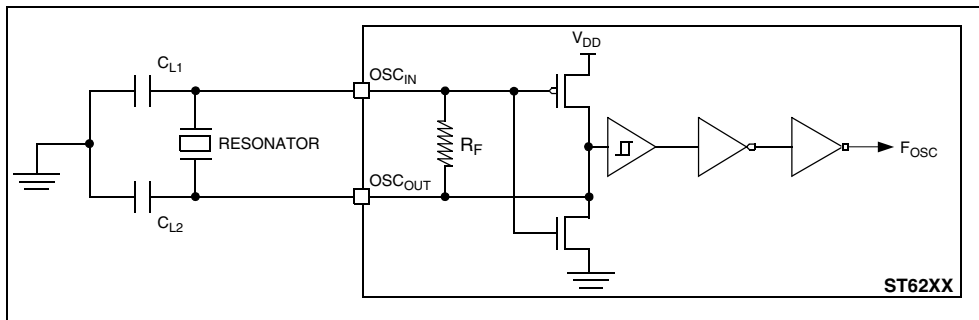 V_DD
C_L1
OSC_IN
RESONATOR
R_F
F_OSC
OSC_OUT
C_L2
ST62XX